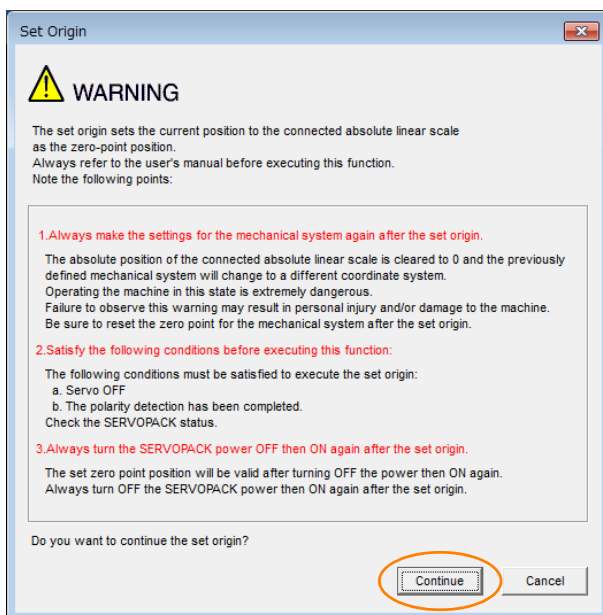 Set Origin
WARNING
The set origin sets the current position to the connected absolute linear scale
as the zero-point position.
Always refer to the user's manual before executing this function.
Note the following points:
1.Always make the settings for the mechanical system again after the set origin.
The absolute position of the connected absolute linear scale is cleared to 0 and the previously
defined mechanical system will change to a different coordinate system.
Operating the machine in this state is extremely dangerous.
Failure to observe this warning may result in personal injury and/or damage to the machine.
Be sure to reset the zero point for the mechanical system after the set origin.
2.Satisfy the following conditions before executing this function:
The following conditions must be satisfied to execute the set origin:
a. Servo OFF
b. The polarity detection has been completed.
Check the SERVOPACK status.
3.Always turn the SERVOPACK power OFF then ON again after the set origin.
The set zero point position will be valid after turning OFF the power then ON again.
Always turn OFF the SERVOPACK power then ON again after the set origin.
Do you want to continue the set origin?
Continue Cancel